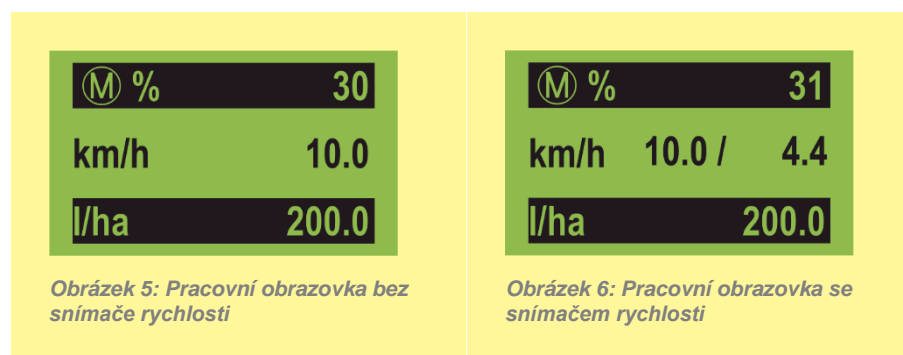 Ⓜ % 30
km/h 10.0
l/ha 200.0
Obrázek 5: Pracovní obrazovka bez
snímače rychlosti
Ⓜ % 31
km/h 10.0 / 4.4
l/ha 200.0
Obrázek 6: Pracovní obrazovka se
snímačem rychlosti